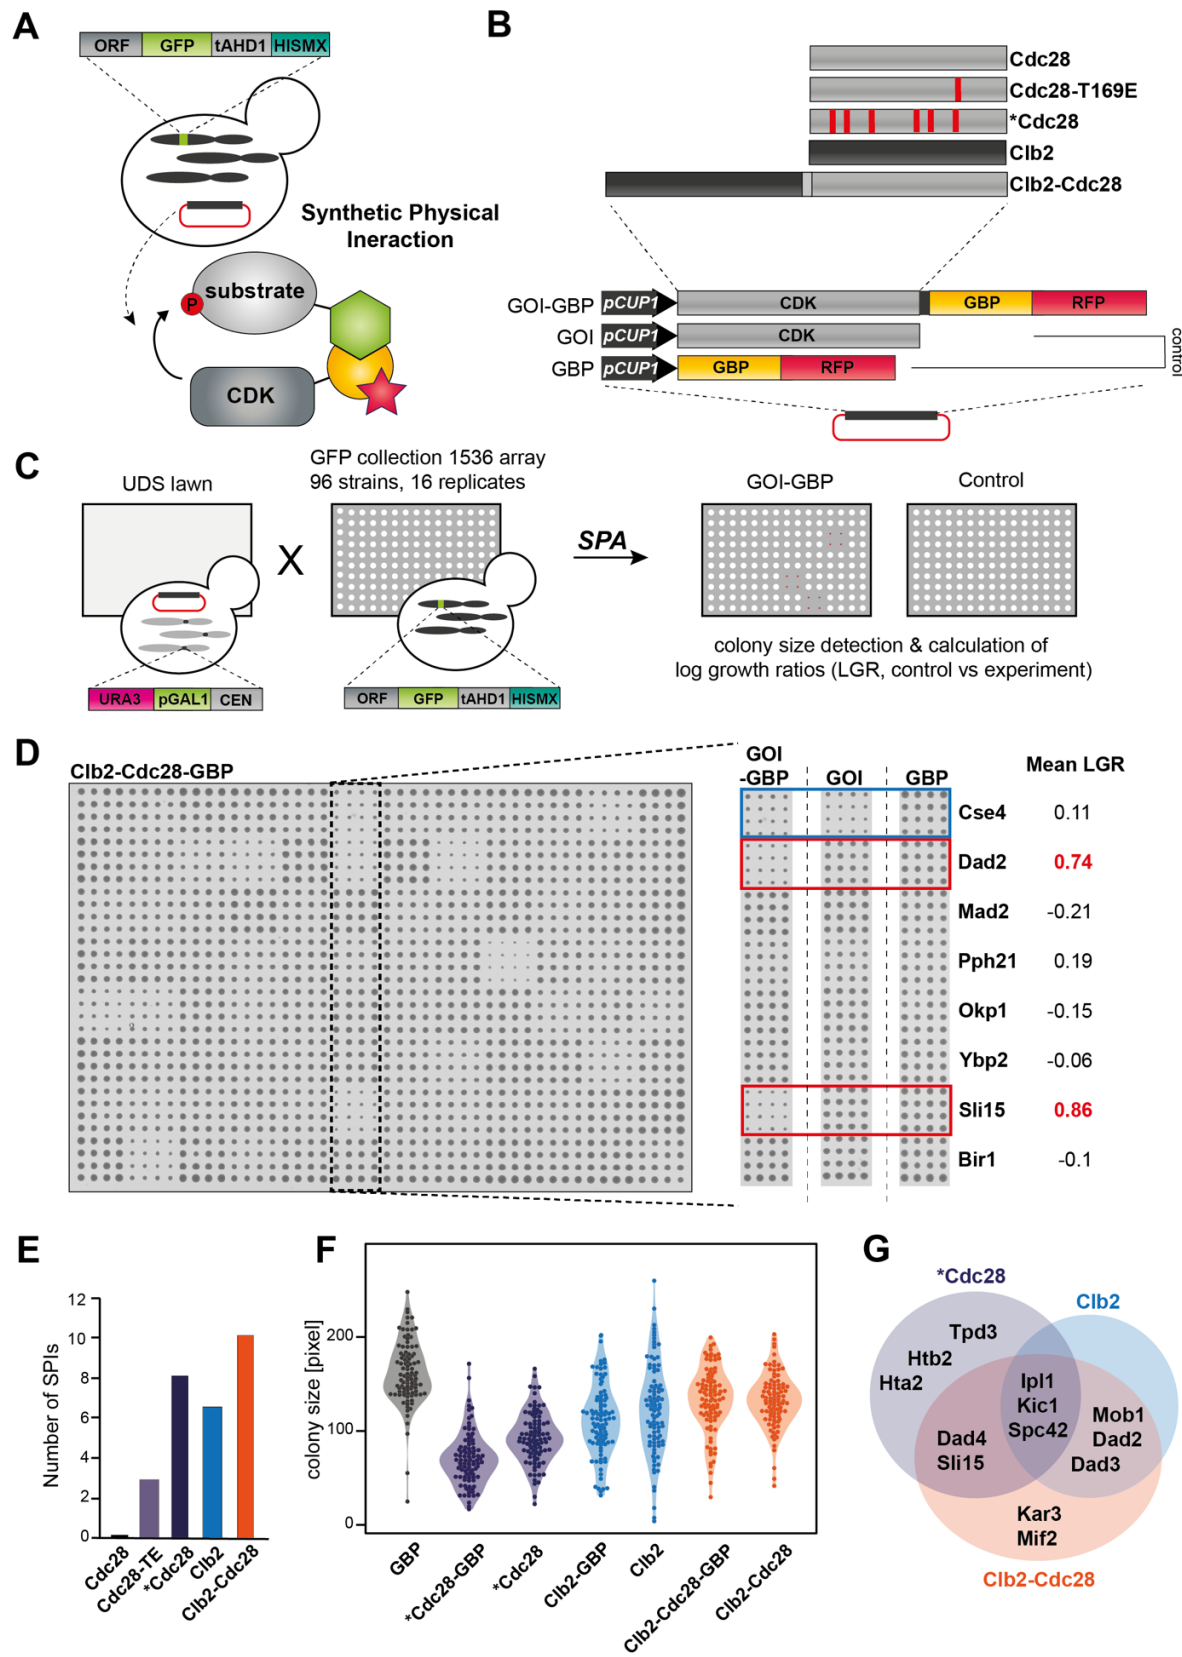 A
ORF GFP tAHD1 HISMX
Synthetic Physical
Ineraction
substrate
P
CDK
B
Cdc28
Cdc28-T169E
*Cdc28
Clb2
Clb2-Cdc28
GOI-GBP pCUP1 CDK GBP RFP
GOI pCUP1 CDK
GBP pCUP1 GBP RFP
control
C
UDS lawn
GFP collection 1536 array
96 strains, 16 replicates
X
SPA
GOI-GBP
Control
URA3 pGAL1 CEN
ORF GFP tAHD1 HISMX
colony size detection & calculation of
log growth ratios (LGR, control vs experiment)
D
Clb2-Cdc28-GBP
GOI
-GBP GOI GBP
Mean LGR
Cse4 0.11
Dad2 0.74
Mad2 -0.21
Pph21 0.19
Okp1 -0.15
Ybp2 -0.06
Sli15 0.86
Bir1 -0.1
E
Number of SPIs
12
10
8
6
4
2
0
Cdc28
Cdc28-TE
*Cdc28
Clb2
Clb2-Cdc28
F
colony size [pixel]
200
100
0
GBP
*Cdc28-GBP
*Cdc28
Clb2-GBP
Clb2
Clb2-Cdc28-GBP
Clb2-Cdc28
G
*Cdc28
Clb2
Tpd3
Htb2
Hta2
Ipl1
Kic1
Spc42
Mob1
Dad2
Dad3
Dad4
Sli15
Kar3
Mif2
Clb2-Cdc28